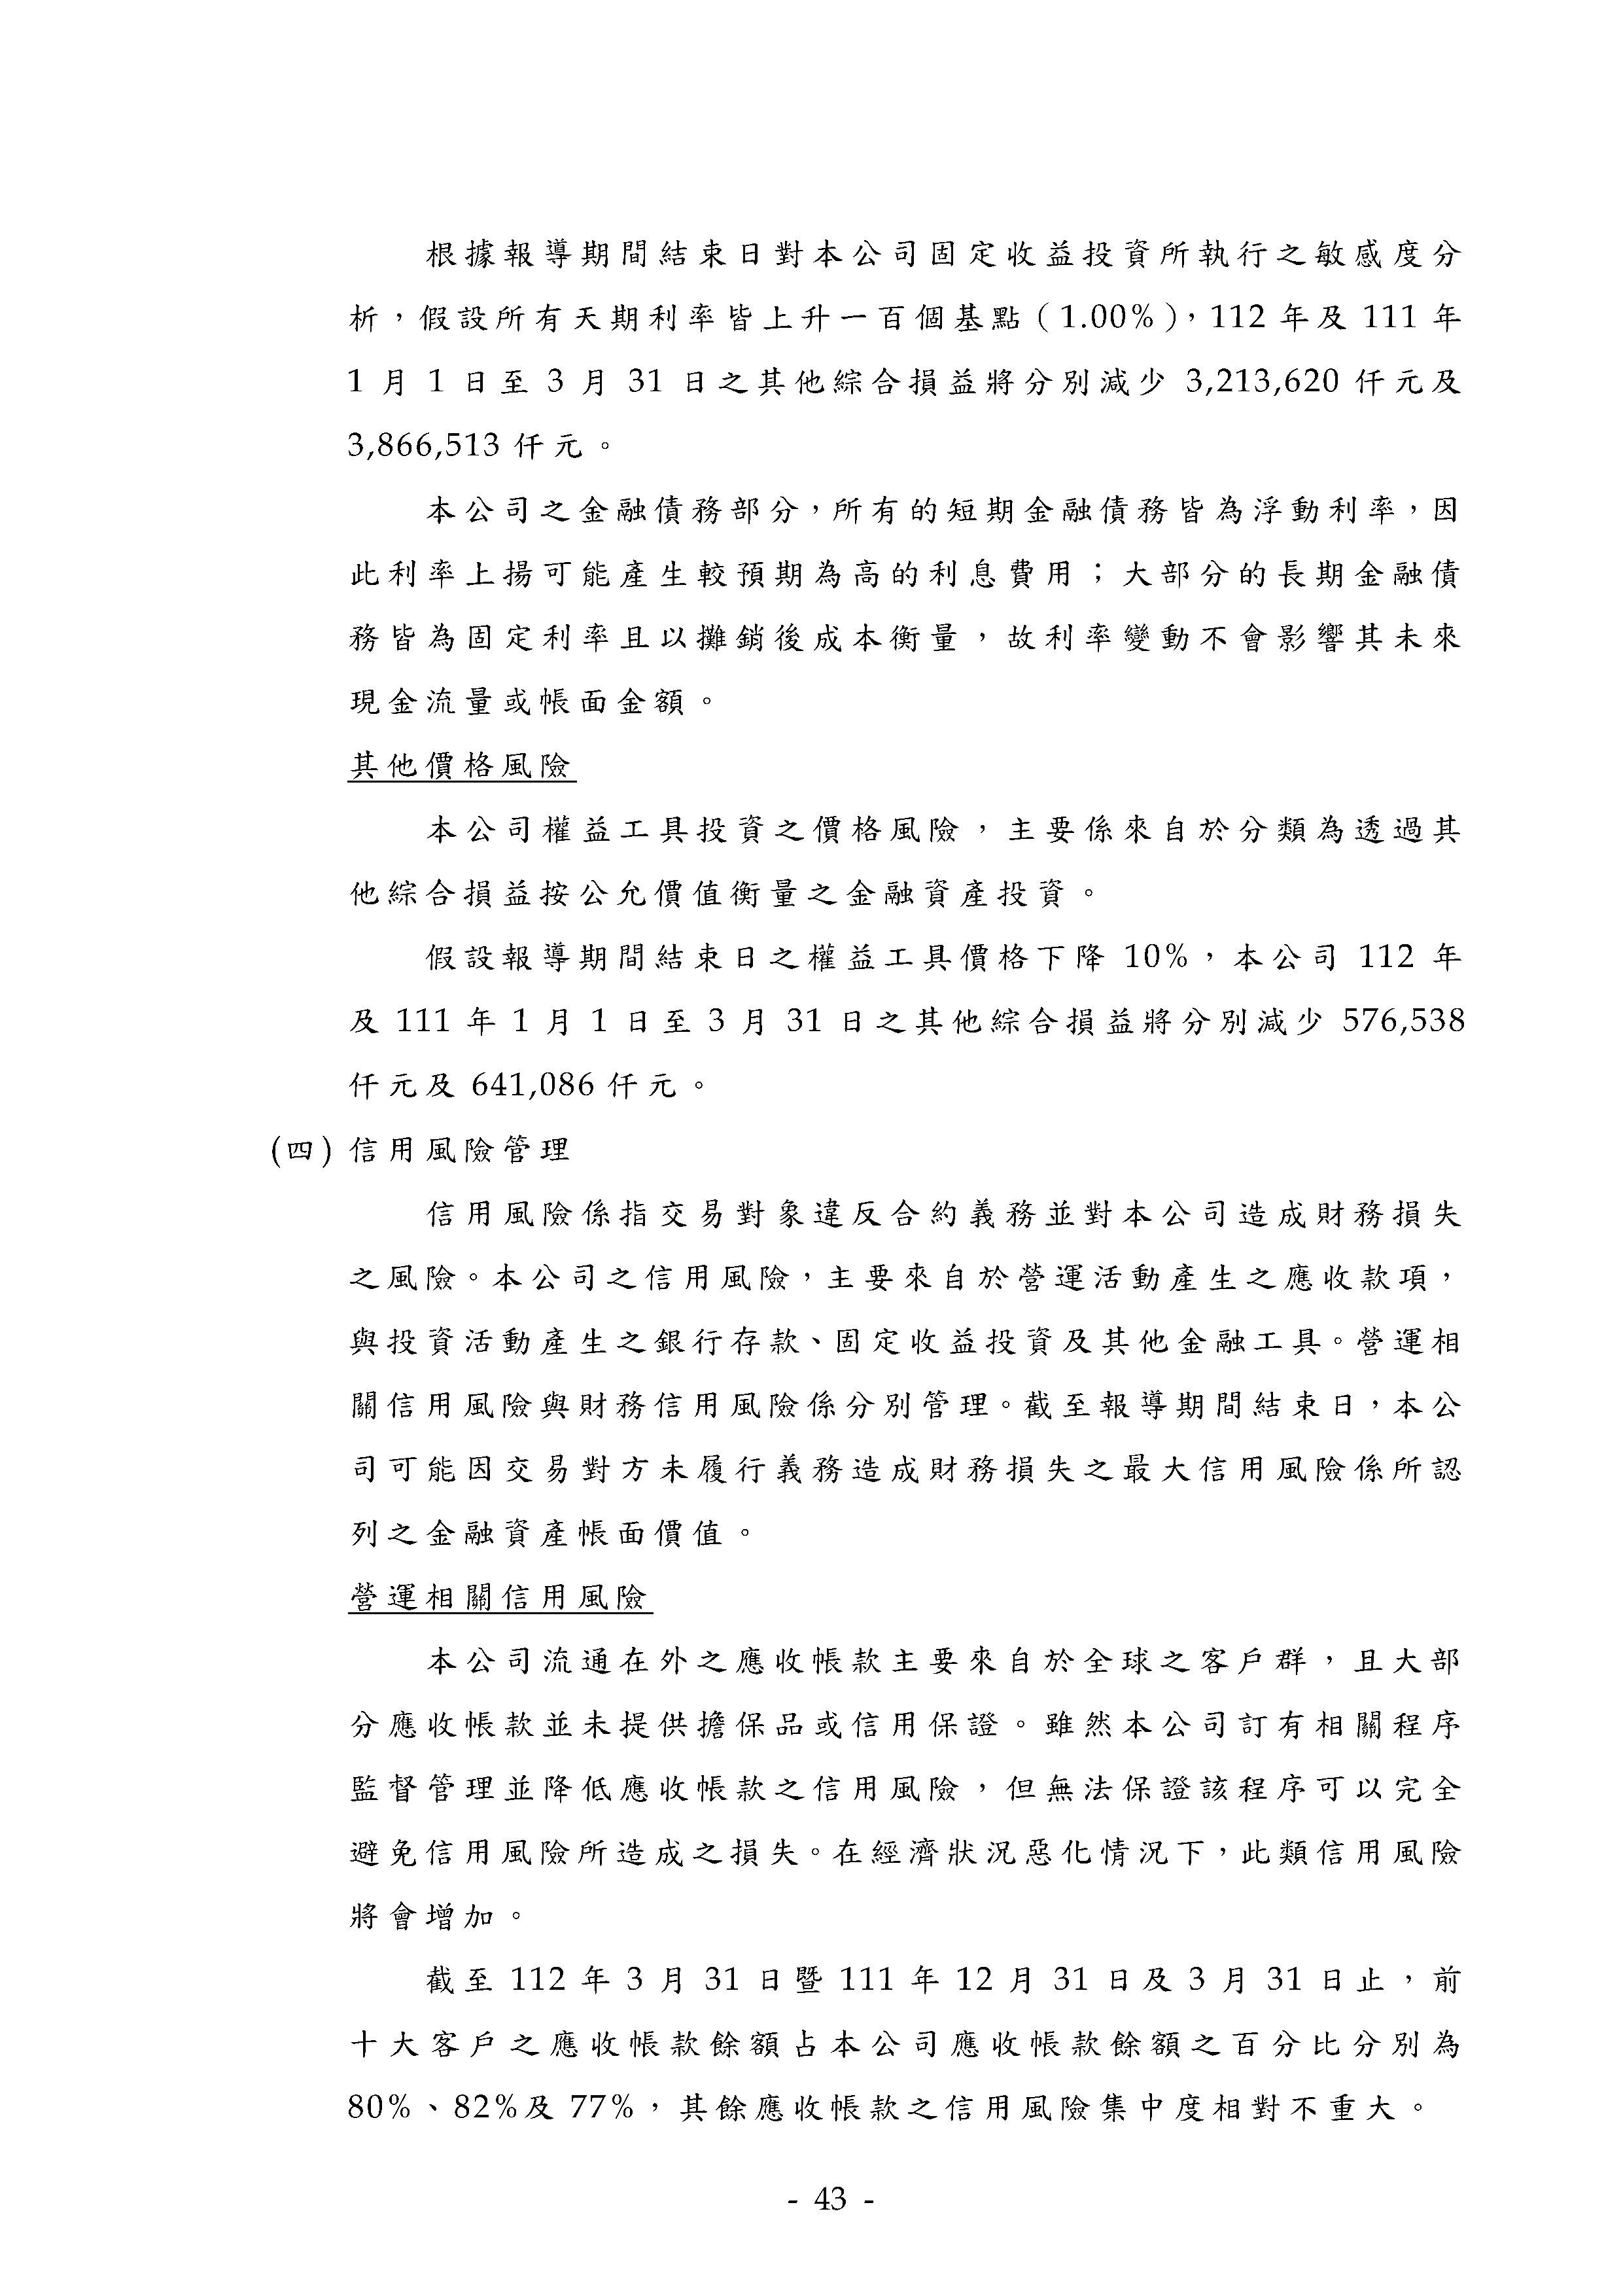 根據報導期間結束日對本公司固定收益投資所執行之敏感度分
析，假設所有天期利率皆上升一百個基點（1.00%），112 年及 111 年
1 月 1 日至 3 月 31 日之其他綜合損益將分別減少 3,213,620 仟元及
3,866,513 仟元。
本公司之金融債務部分，所有的短期金融債務皆為浮動利率，因
此利率上揚可能產生較預期為高的利息費用；大部分的長期金融債
務皆為固定利率且以攤銷後成本衡量，故利率變動不會影響其未來
現金流量或帳面金額。
其他價格風險
本公司權益工具投資之價格風險，主要係來自於分類為透過其
他綜合損益按公允價值衡量之金融資產投資。
假設報導期間結束日之權益工具價格下降 10%，本公司 112 年
及 111 年 1 月 1 日至 3 月 31 日之其他綜合損益將分別減少 576,538
仟元及 641,086 仟元。
(四) 信用風險管理
信用風險係指交易對象違反合約義務並對本公司造成財務損失
之風險。本公司之信用風險，主要來自於營運活動產生之應收款項，
與投資活動產生之銀行存款、固定收益投資及其他金融工具。營運相
關信用風險與財務信用風險係分別管理。截至報導期間結束日，本公
司可能因交易對方未履行義務造成財務損失之最大信用風險係所認
列之金融資產帳面價值。
營運相關信用風險
本公司流通在外之應收帳款主要來自於全球之客戶群，且大部
分應收帳款並未提供擔保品或信用保證。雖然本公司訂有相關程序
監督管理並降低應收帳款之信用風險，但無法保證該程序可以完全
避免信用風險所造成之損失。在經濟狀況惡化情況下，此類信用風險
將會增加。
截至 112 年 3 月 31 日暨 111 年 12 月 31 日及 3 月 31 日止，前
十大客戶之應收帳款餘額占本公司應收帳款餘額之百分比分別為
80%、82%及 77%，其餘應收帳款之信用風險集中度相對不重大。
- 43 -